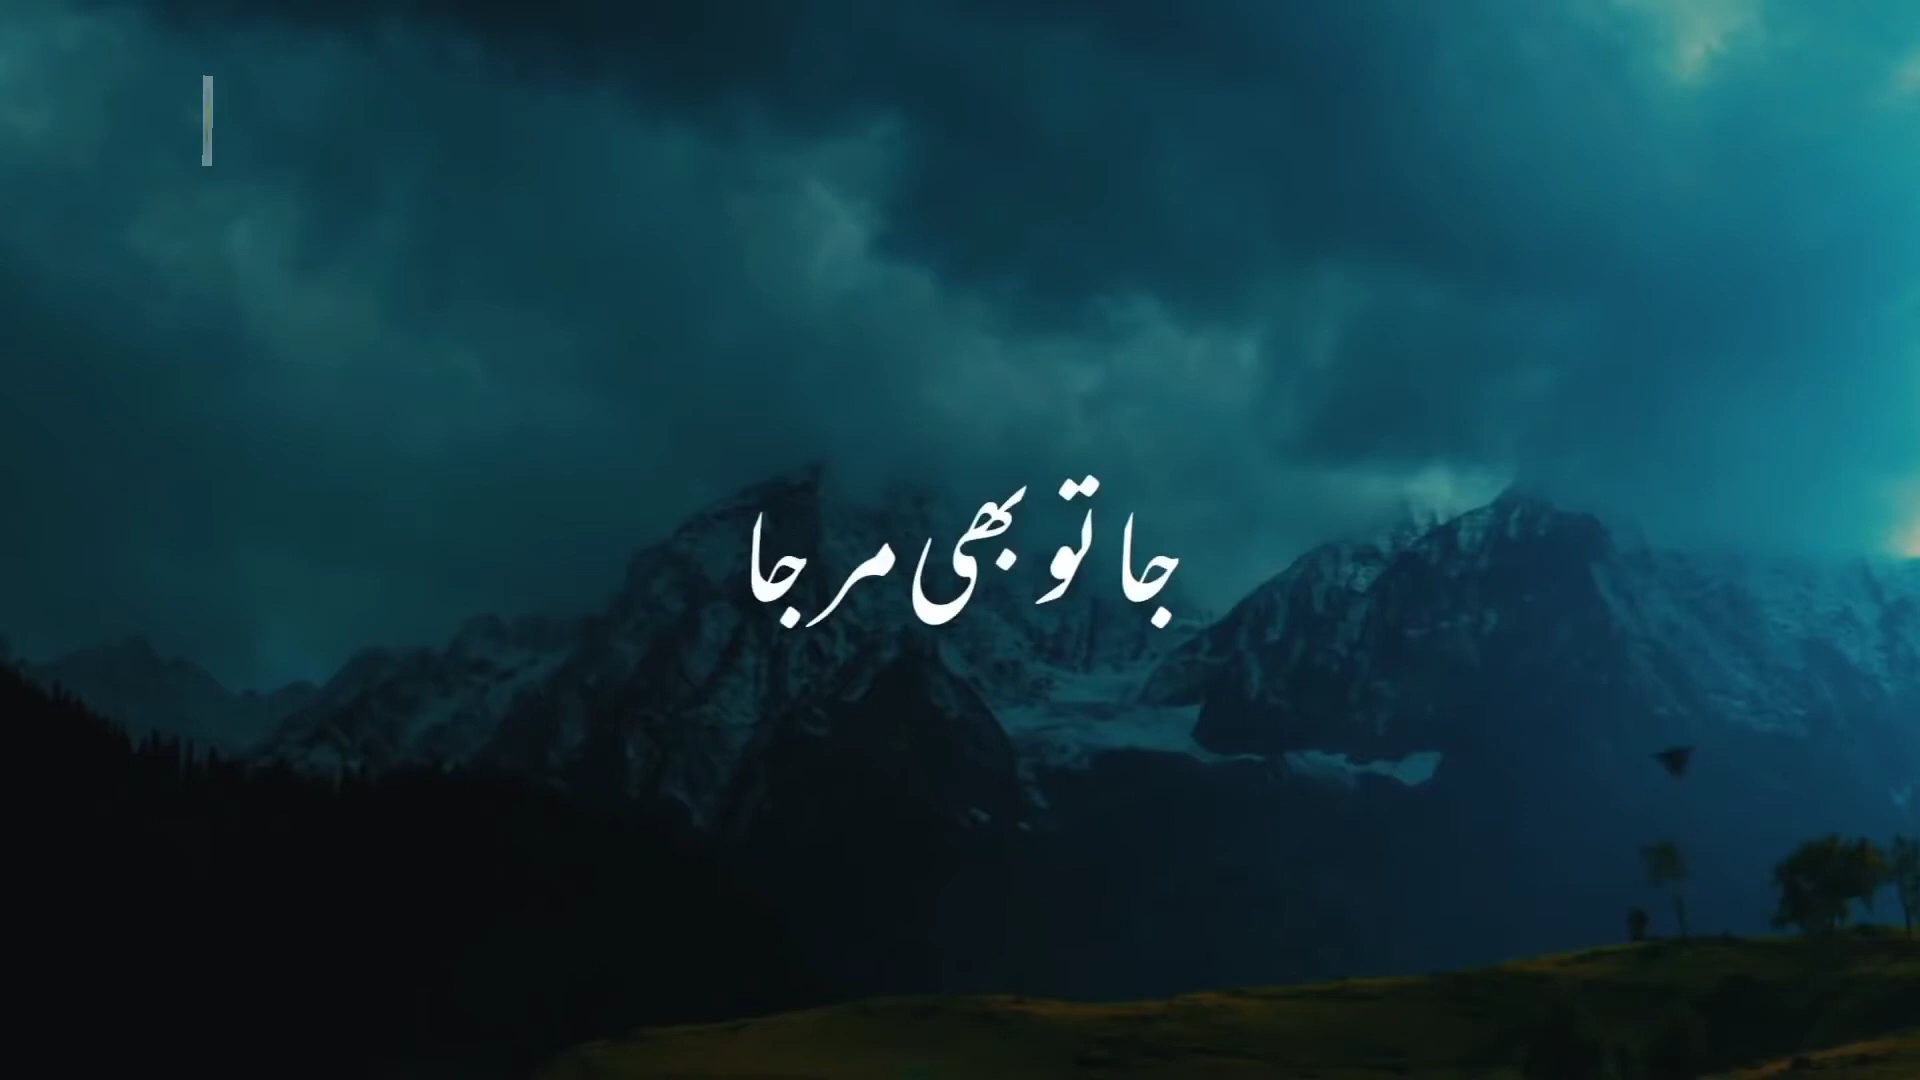 جا تو بھی مر جا